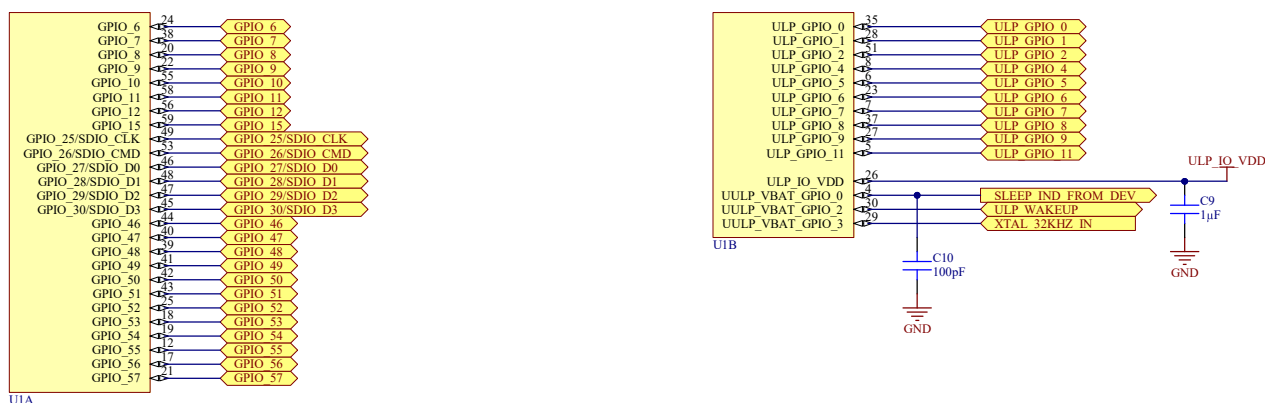 GPIO_6 24 GPIO_6
GPIO_7 38 GPIO_7
GPIO_8 20 GPIO_8
GPIO_9 22 GPIO_9
GPIO_10 55 GPIO_10
GPIO_11 58 GPIO_11
GPIO_12 56 GPIO_12
GPIO_15 59 GPIO_15
GPIO_25/SDIO_CLK 49 GPIO_25/SDIO_CLK
GPIO_26/SDIO_CMD 53 GPIO_26/SDIO_CMD
GPIO_27/SDIO_D0 46 GPIO_27/SDIO_D0
GPIO_28/SDIO_D1 48 GPIO_28/SDIO_D1
GPIO_29/SDIO_D2 47 GPIO_29/SDIO_D2
GPIO_30/SDIO_D3 45 GPIO_30/SDIO_D3
GPIO_46 44 GPIO_46
GPIO_47 40 GPIO_47
GPIO_48 39 GPIO_48
GPIO_49 41 GPIO_49
GPIO_50 42 GPIO_50
GPIO_51 43 GPIO_51
GPIO_52 25 GPIO_52
GPIO_53 18 GPIO_53
GPIO_54 19 GPIO_54
GPIO_55 12 GPIO_55
GPIO_56 17 GPIO_56
GPIO_57 21 GPIO_57
U1A
ULP_GPIO_0 35 ULP_GPIO_0
ULP_GPIO_1 28 ULP_GPIO_1
ULP_GPIO_2 51 ULP_GPIO_2
ULP_GPIO_4 8 ULP_GPIO_4
ULP_GPIO_5 6 ULP_GPIO_5
ULP_GPIO_6 23 ULP_GPIO_6
ULP_GPIO_7 7 ULP_GPIO_7
ULP_GPIO_8 37 ULP_GPIO_8
ULP_GPIO_9 27 ULP_GPIO_9
ULP_GPIO_11 5 ULP_GPIO_11
ULP_IO_VDD 26 ULP_IO_VDD
UULP_VBAT_GPIO_0 4 SLEEP_IND_FROM_DEV
UULP_VBAT_GPIO_2 30 ULP_WAKEUP
UULP_VBAT_GPIO_3 29 XTAL_32KHZ_IN
U1B
C9
1µF
GND
C10
100pF
GND